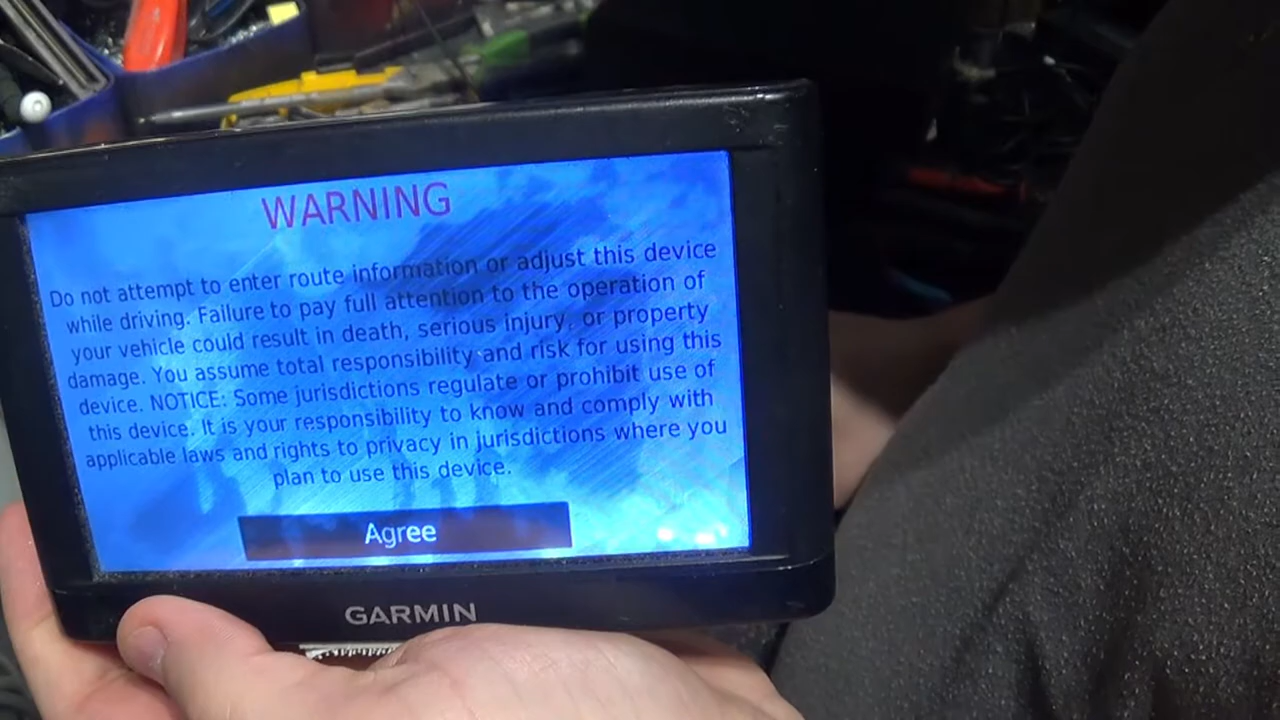 WARNING
Do not attempt to enter route information or adjust this device
while driving. Failure to pay full attention to the operation of
your vehicle could result in death, serious injury, or property
damage. You assume total responsibility and risk for using this
device. NOTICE: Some jurisdictions regulate or prohibit use of
this device. It is your responsibility to know and comply with
applicable laws and rights to privacy in jurisdictions where you
plan to use this device.
Agree
GARMIN